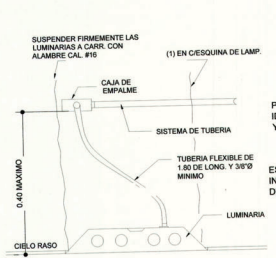 SUSPENDER FIRMEMENTE LAS
LUMINARIAS A CARR. CON
ALAMBRE CAL. #16
(1) EN C/ESQUINA DE LAMP.
CAJA DE
EMPALME
SISTEMA DE TUBERIA
0.40 MAXIMO
TUBERIA FLEXIBLE DE
1.80 DE LONG. Y 3/8"Ø
MINIMO
LUMINARIA
CIELO RASO